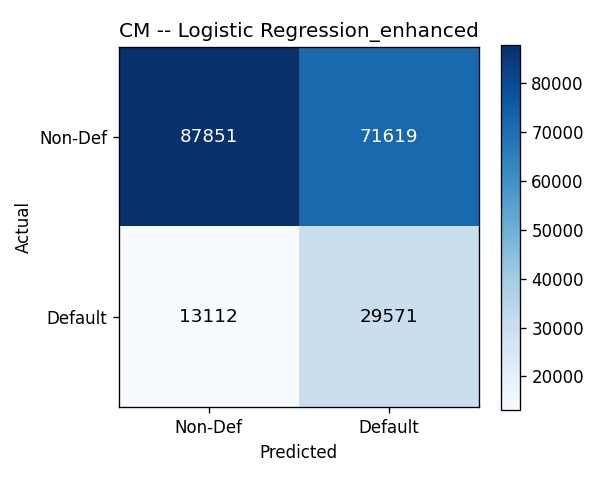 CM -- Logistic Regression_enhanced
Actual
Non-Def
87851
71619
Default
13112
29571
Non-Def
Default
Predicted
80000
70000
60000
50000
40000
30000
20000